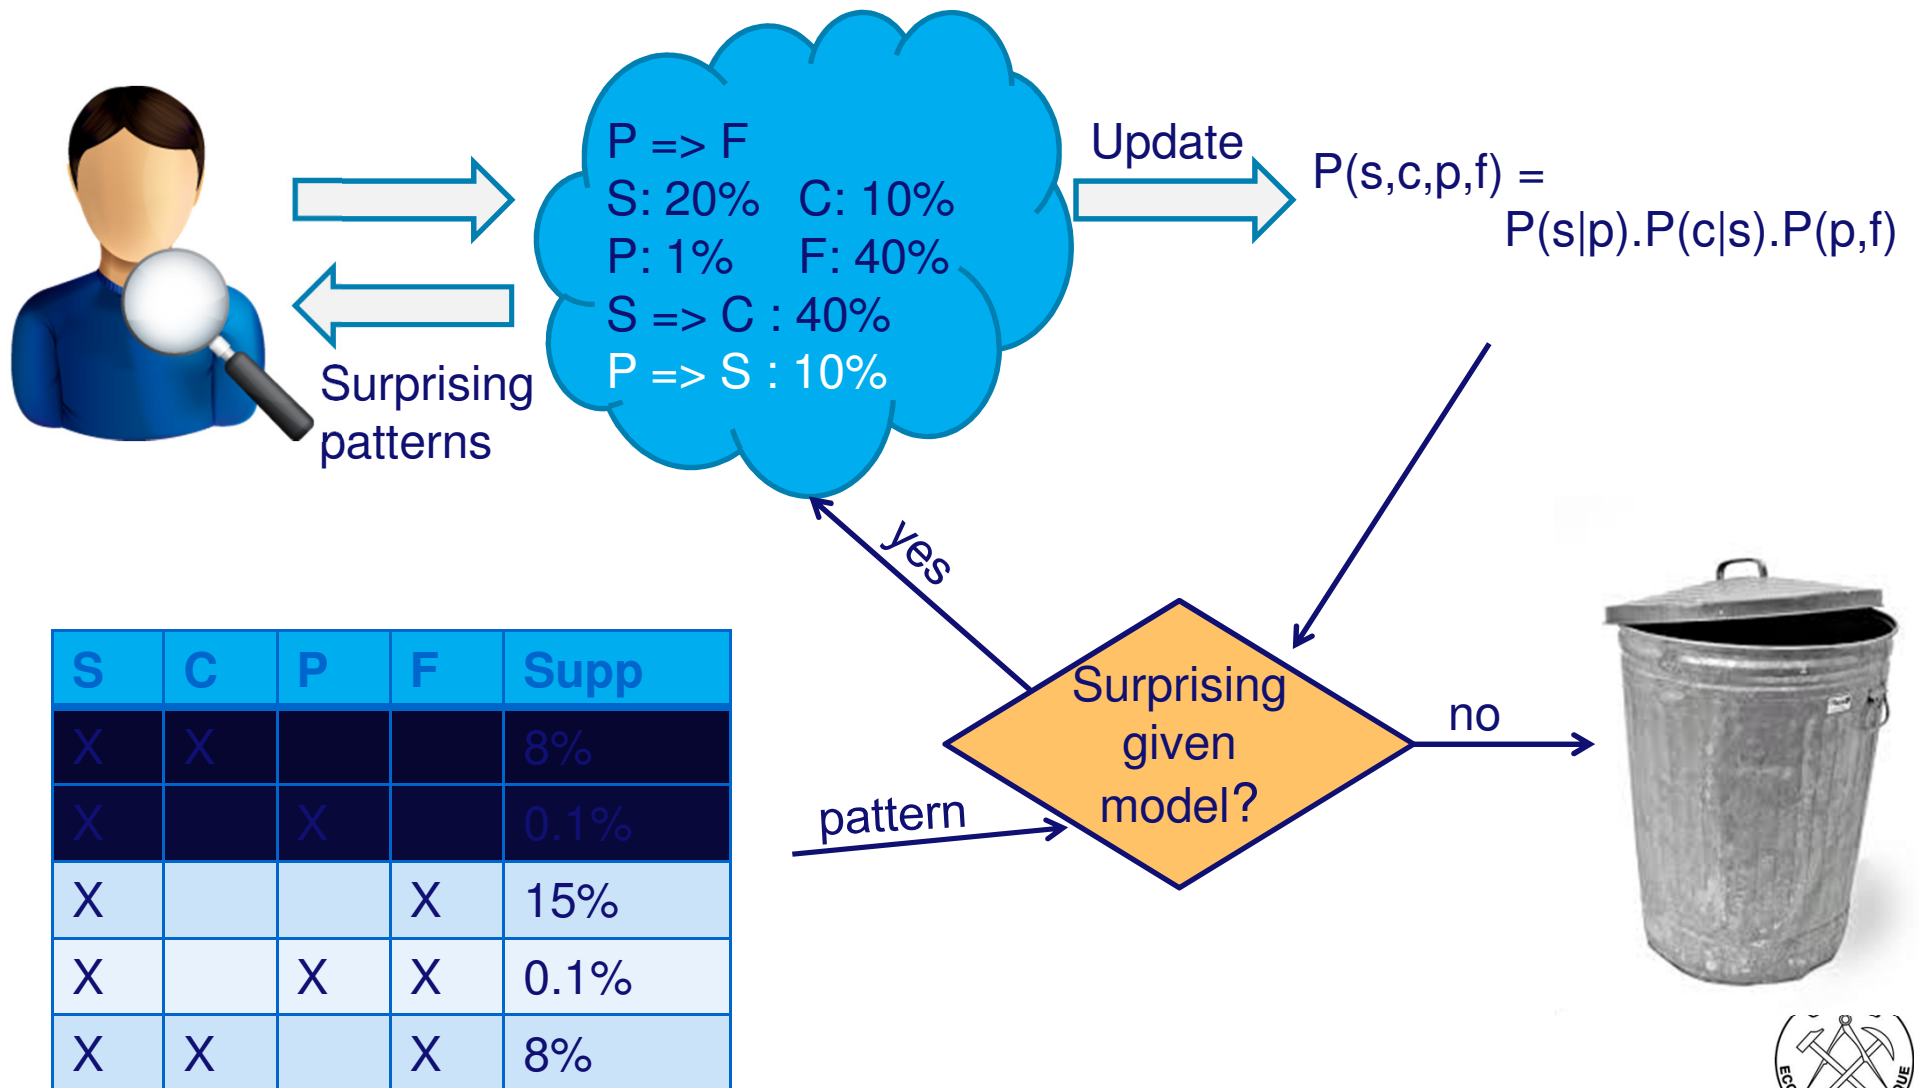 P => F
S: 20% C: 10%
P: 1% F: 40%
S => C : 40%
P => S : 10%
Update
P(s,c,p,f) =
P(s|p).P(c|s).P(p,f)
Surprising
patterns
yes
Surprising
given
model?
no
pattern
S C P F Supp
X X 8%
X X 0.1%
X X 15%
X X X 0.1%
X X X 8%